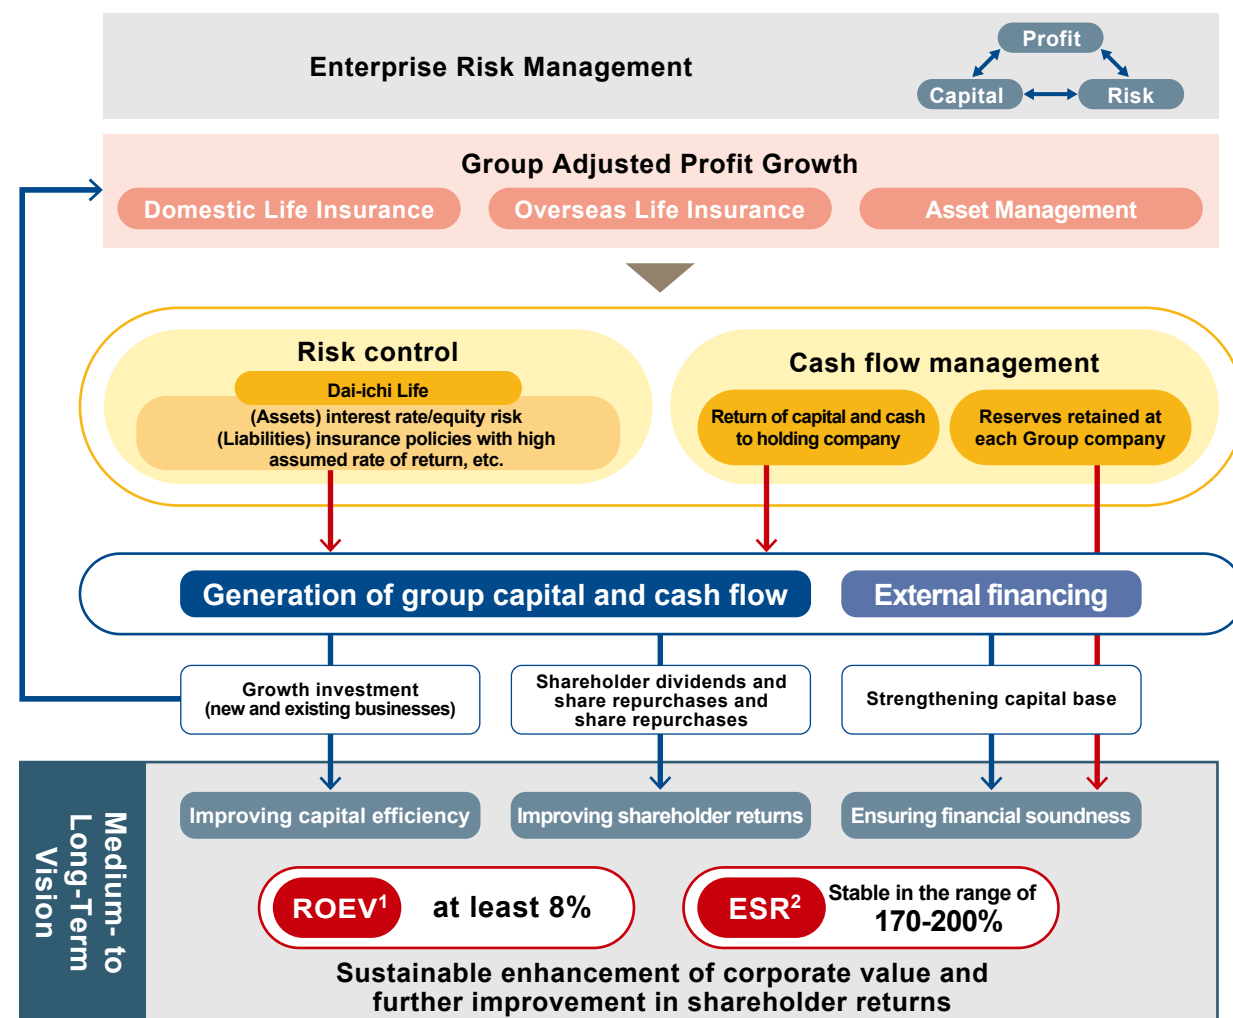 Enterprise Risk Management
Profit
Capital
Risk
Group Adjusted Profit Growth
Domestic Life Insurance
Overseas Life Insurance
Asset Management
Risk control
Dai-ichi Life
(Assets) interest rate/equity risk
(Liabilities) insurance policies with high
assumed rate of return, etc.
Cash flow management
Return of capital and cash
to holding company
Reserves retained at
each Group company
Generation of group capital and cash flow
External financing
Growth investment
(new and existing businesses)
Shareholder dividends and
share repurchases and
share repurchases
Strengthening capital base
Medium- to
Long-Term
Vision
Improving capital efficiency
Improving shareholder returns
Ensuring financial soundness
ROEV¹
at least 8%
ESR²
Stable in the range of
170-200%
Sustainable enhancement of corporate value and
further improvement in shareholder returns